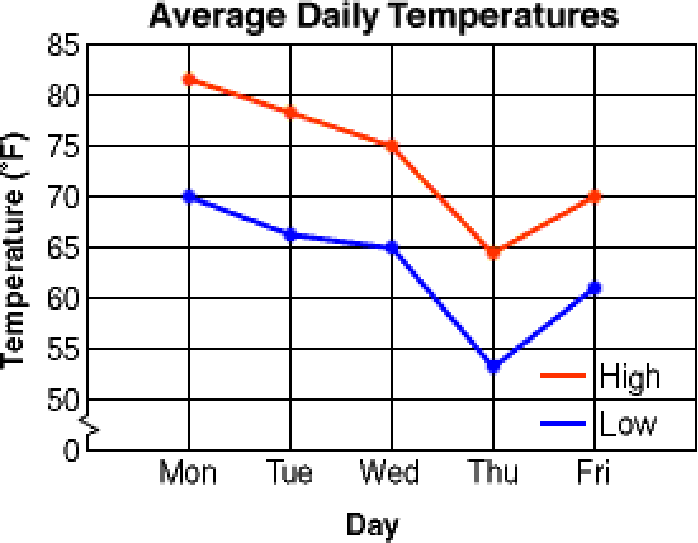 Average Daily Temperatures
Temperature (°F)
85
80
75
70
65
60
55
50
0
High
Low
Mon Tue Wed Thu Fri
Day